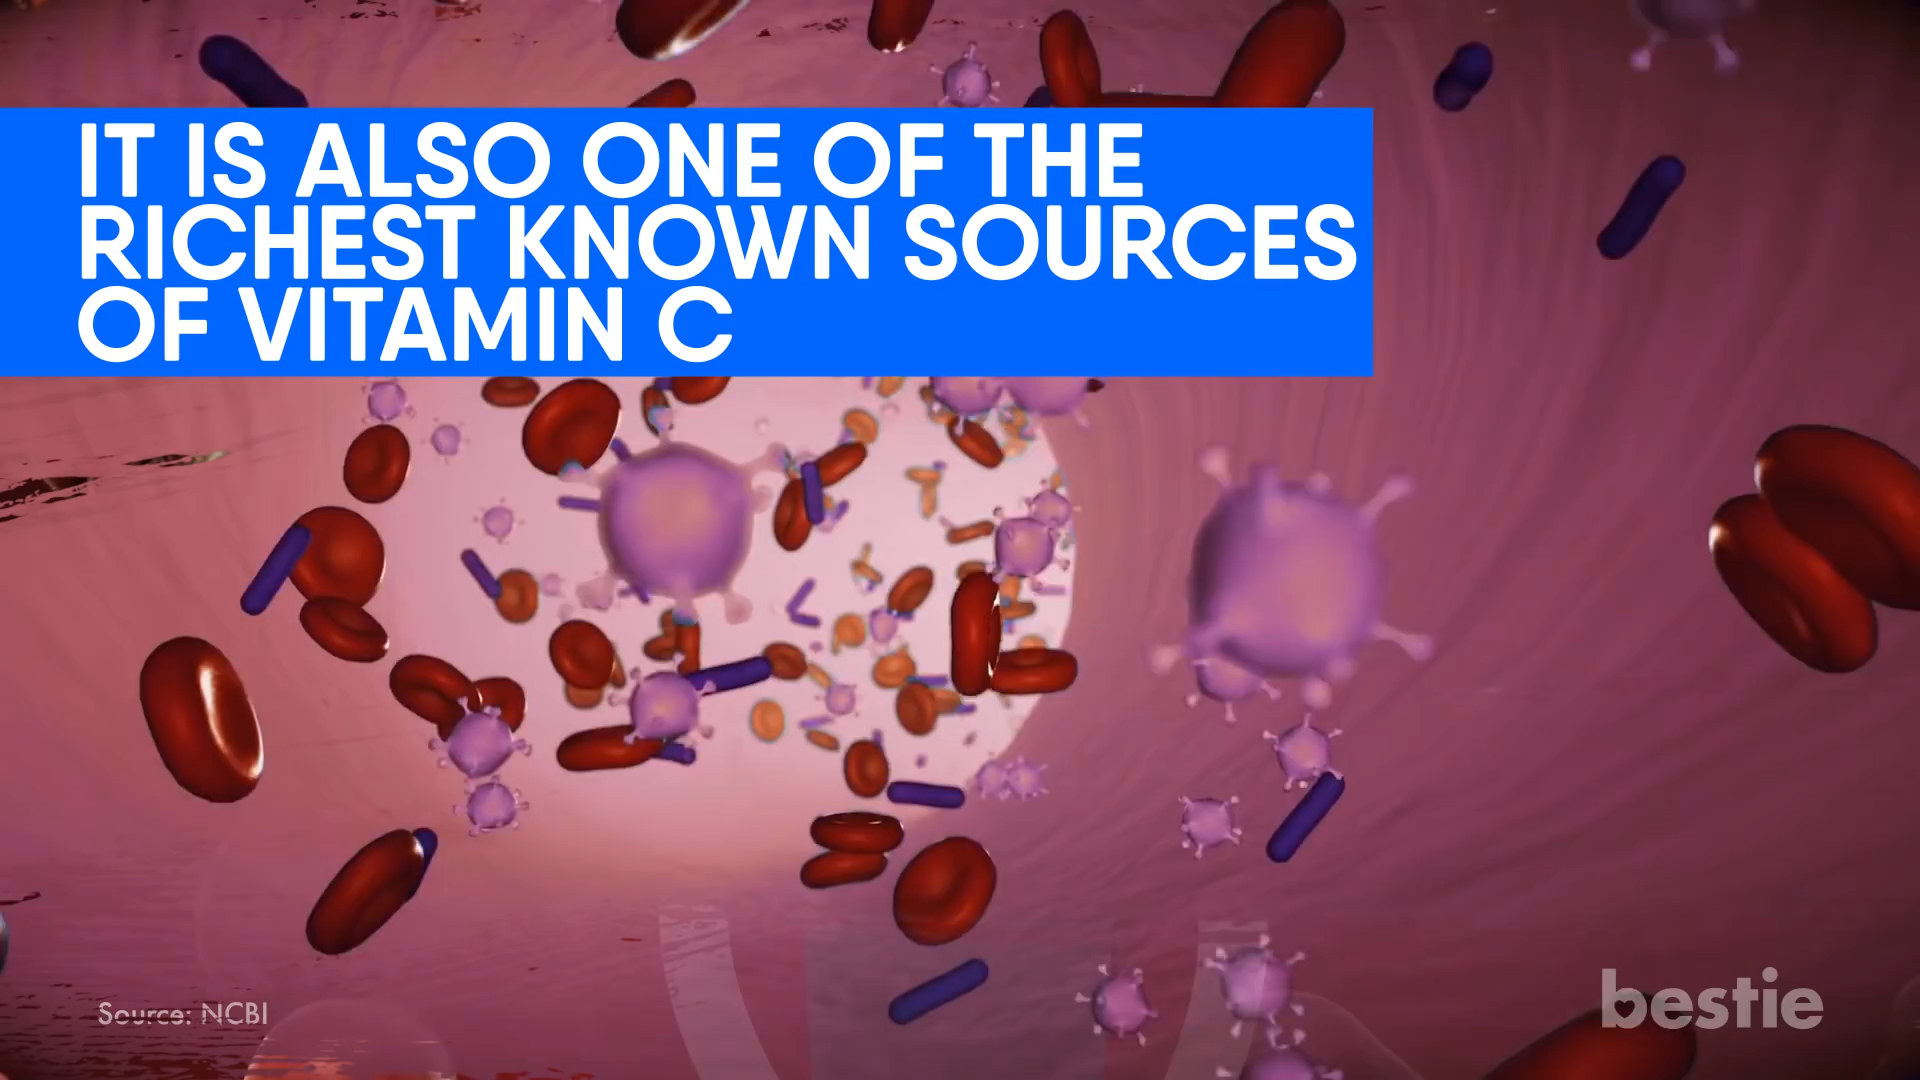 IT IS ALSO ONE OF THE
RICHEST KNOWN SOURCES
OF VITAMIN C
Source: NCBI
bestie